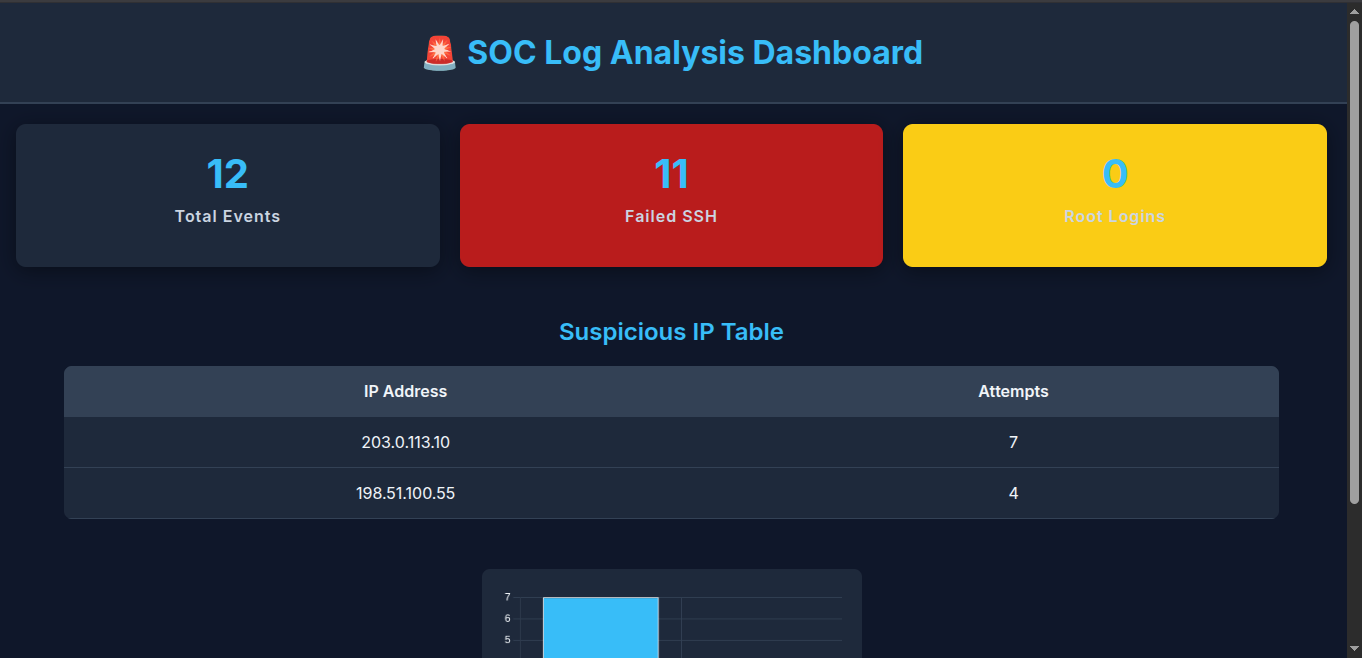 🚨 SOC Log Analysis Dashboard
12 11 0
Total Events Failed SSH Root Logins
Suspicious IP Table
IP Address Attempts
203.0.113.10 7
198.51.100.55 4
7
6
5